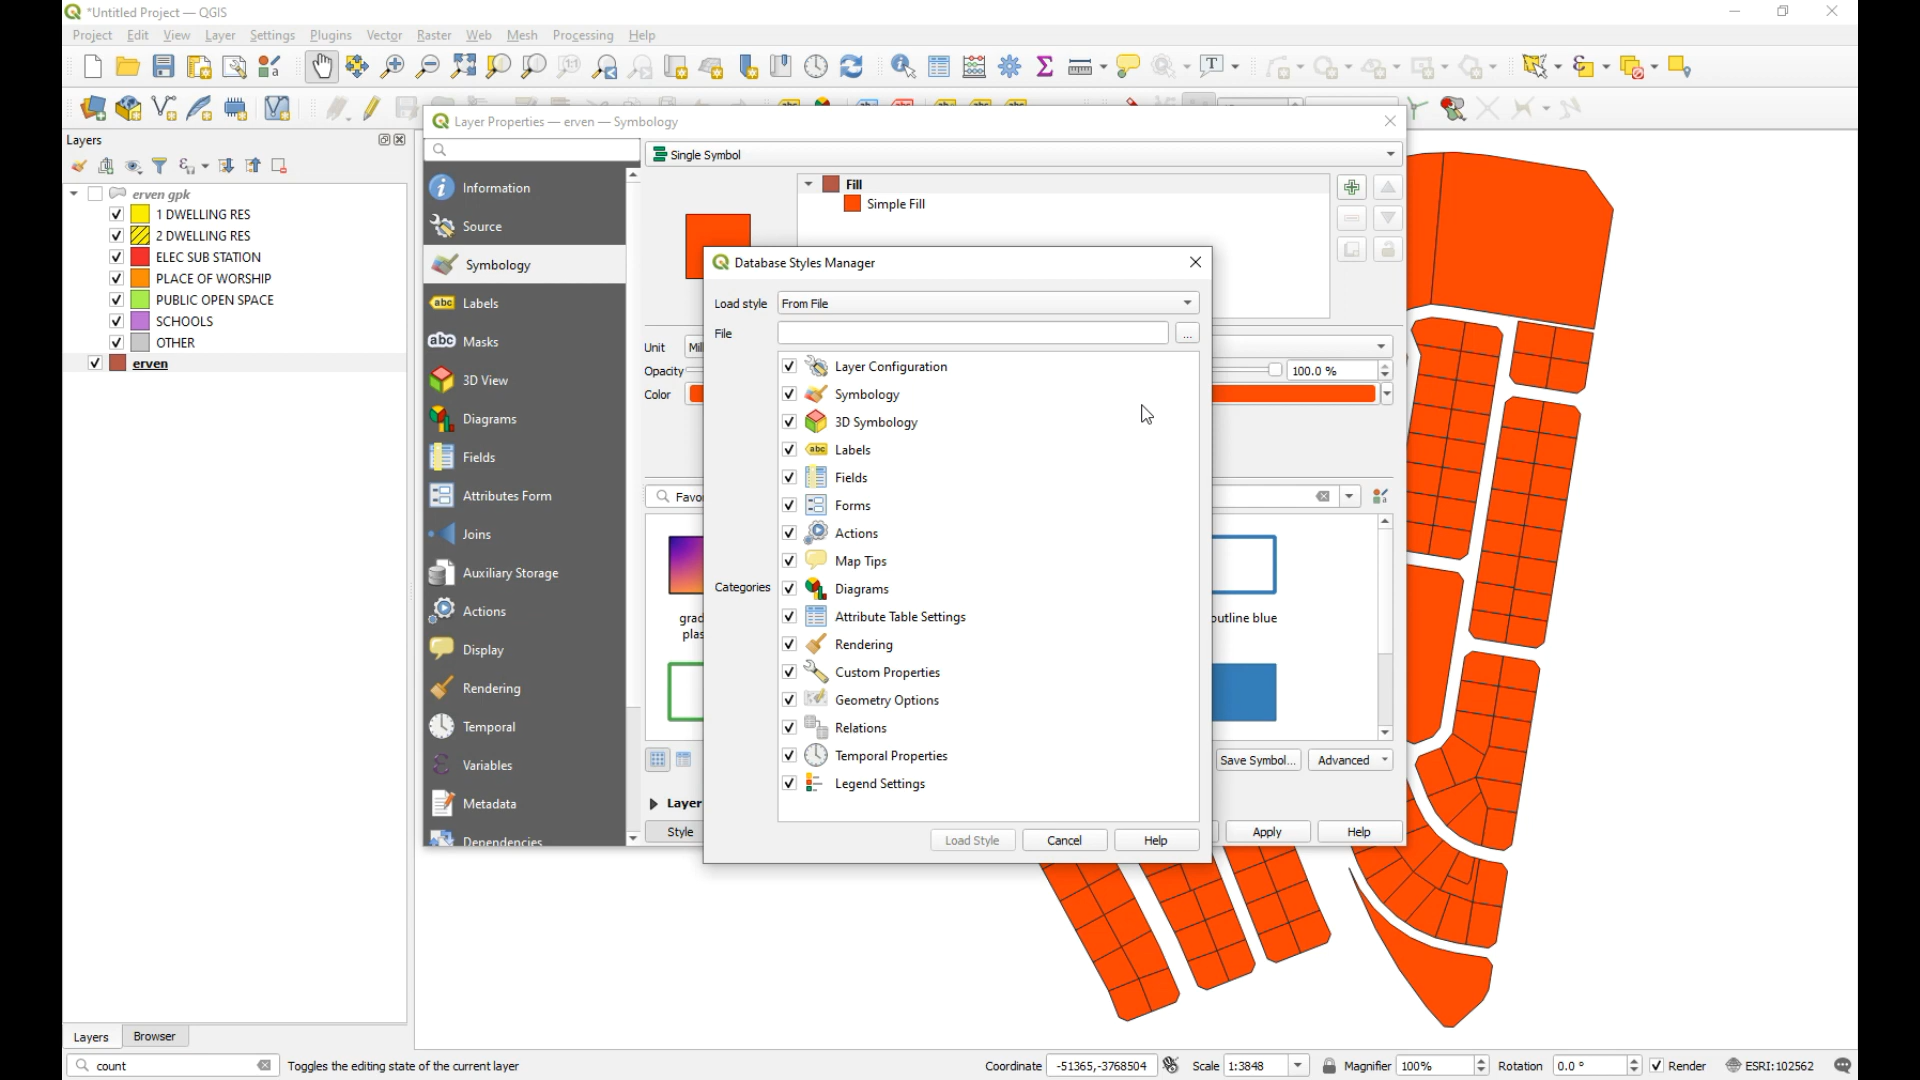 *Untitled Project — QGIS
Project Edit View Layer Settings Plugins Vector Raster Web Mesh Processing Help
Layers
erven gpk
1 DWELLING RES
2 DWELLING RES
ELEC SUB STATION
PLACE OF WORSHIP
PUBLIC OPEN SPACE
SCHOOLS
OTHER
erven
Layers Browser
Layer Properties — erven — Symbology
Information
Source
Symbology
Labels
Masks
3D View
Diagrams
Fields
Attributes Form
Joins
Auxiliary Storage
Actions
Display
Rendering
Temporal
Variables
Metadata
Dependencies
Single Symbol
Fill
Simple Fill
Unit Mil
Opacity 100.0 %
Color
Favo
grad
plas
outline blue
Save Symbol... Advanced
Layer
Style Apply Help
Database Styles Manager
Load style From File
File ...
Categories
Layer Configuration
Symbology
3D Symbology
Labels
Fields
Forms
Actions
Map Tips
Diagrams
Attribute Table Settings
Rendering
Custom Properties
Geometry Options
Relations
Temporal Properties
Legend Settings
Load Style Cancel Help
count Toggles the editing state of the current layer Coordinate -51365,-3768504 Scale 1:3848 Magnifier 100% Rotation 0.0 ° Render ESRI:102562